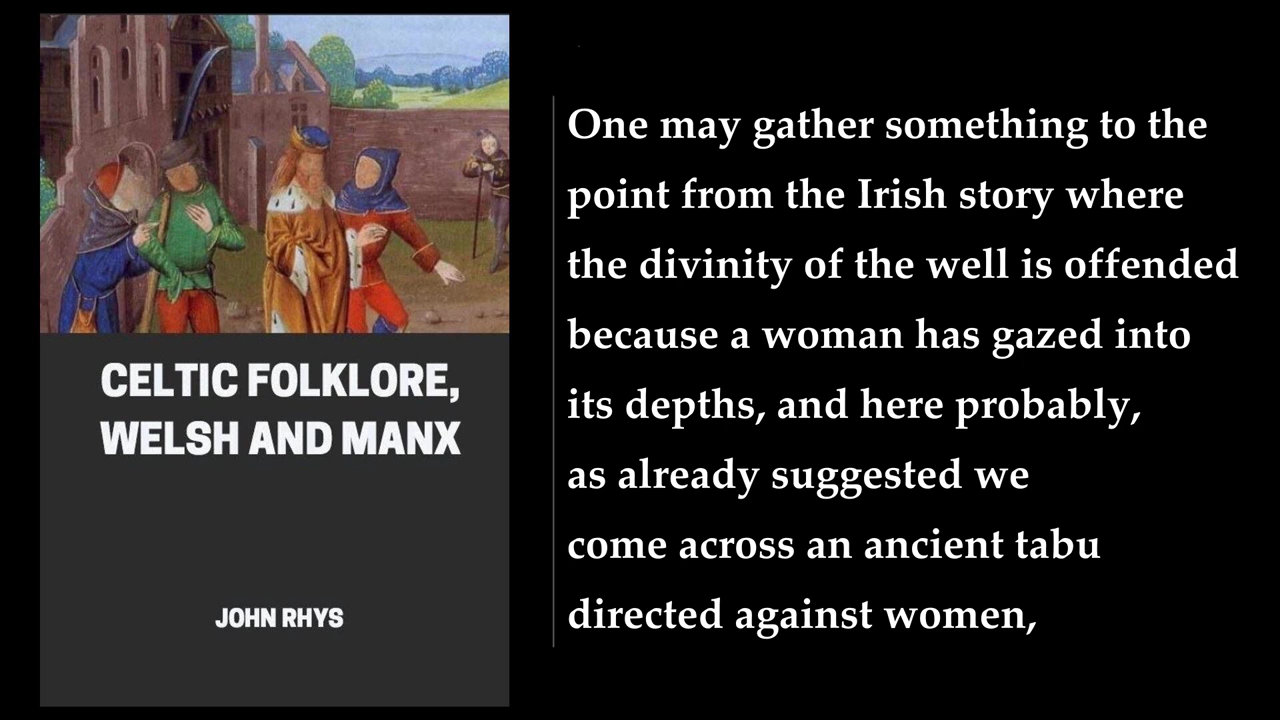 CELTIC FOLKLORE,
WELSH AND MANX
JOHN RHYS
One may gather something to the
point from the Irish story where
the divinity of the well is offended
because a woman has gazed into
its depths, and here probably,
as already suggested we
come across an ancient tabu
directed against women,